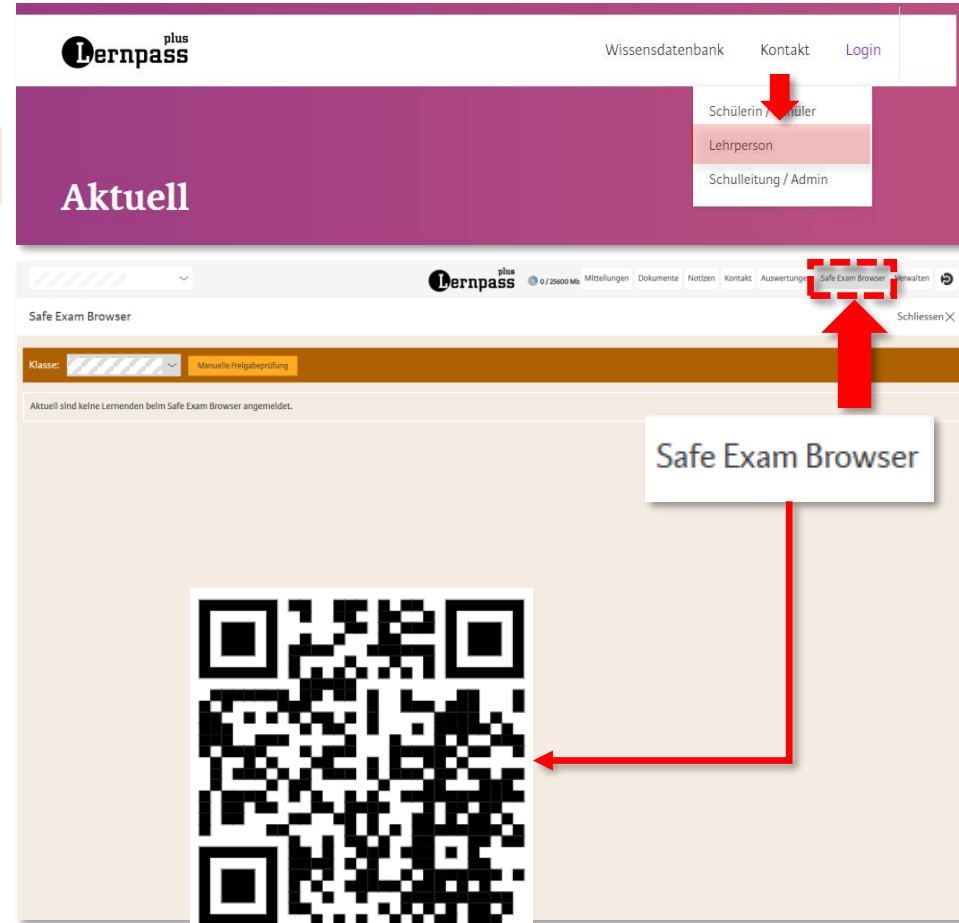 Lernpass plus
Wissensdatenbank Kontakt Login
Schülerin / Schüler
Lehrperson
Schulleitung / Admin
Aktuell
Lernpass plus 0 / 25600 Mb Mitteilungen Dokumente Notizen Kontakt Auswertungen Safe Exam Browser Verwalten
Safe Exam Browser Schliessen
Klasse: Manuelle Freigabeprüfung
Aktuell sind keine Lernenden beim Safe Exam Browser angemeldet.
Safe Exam Browser